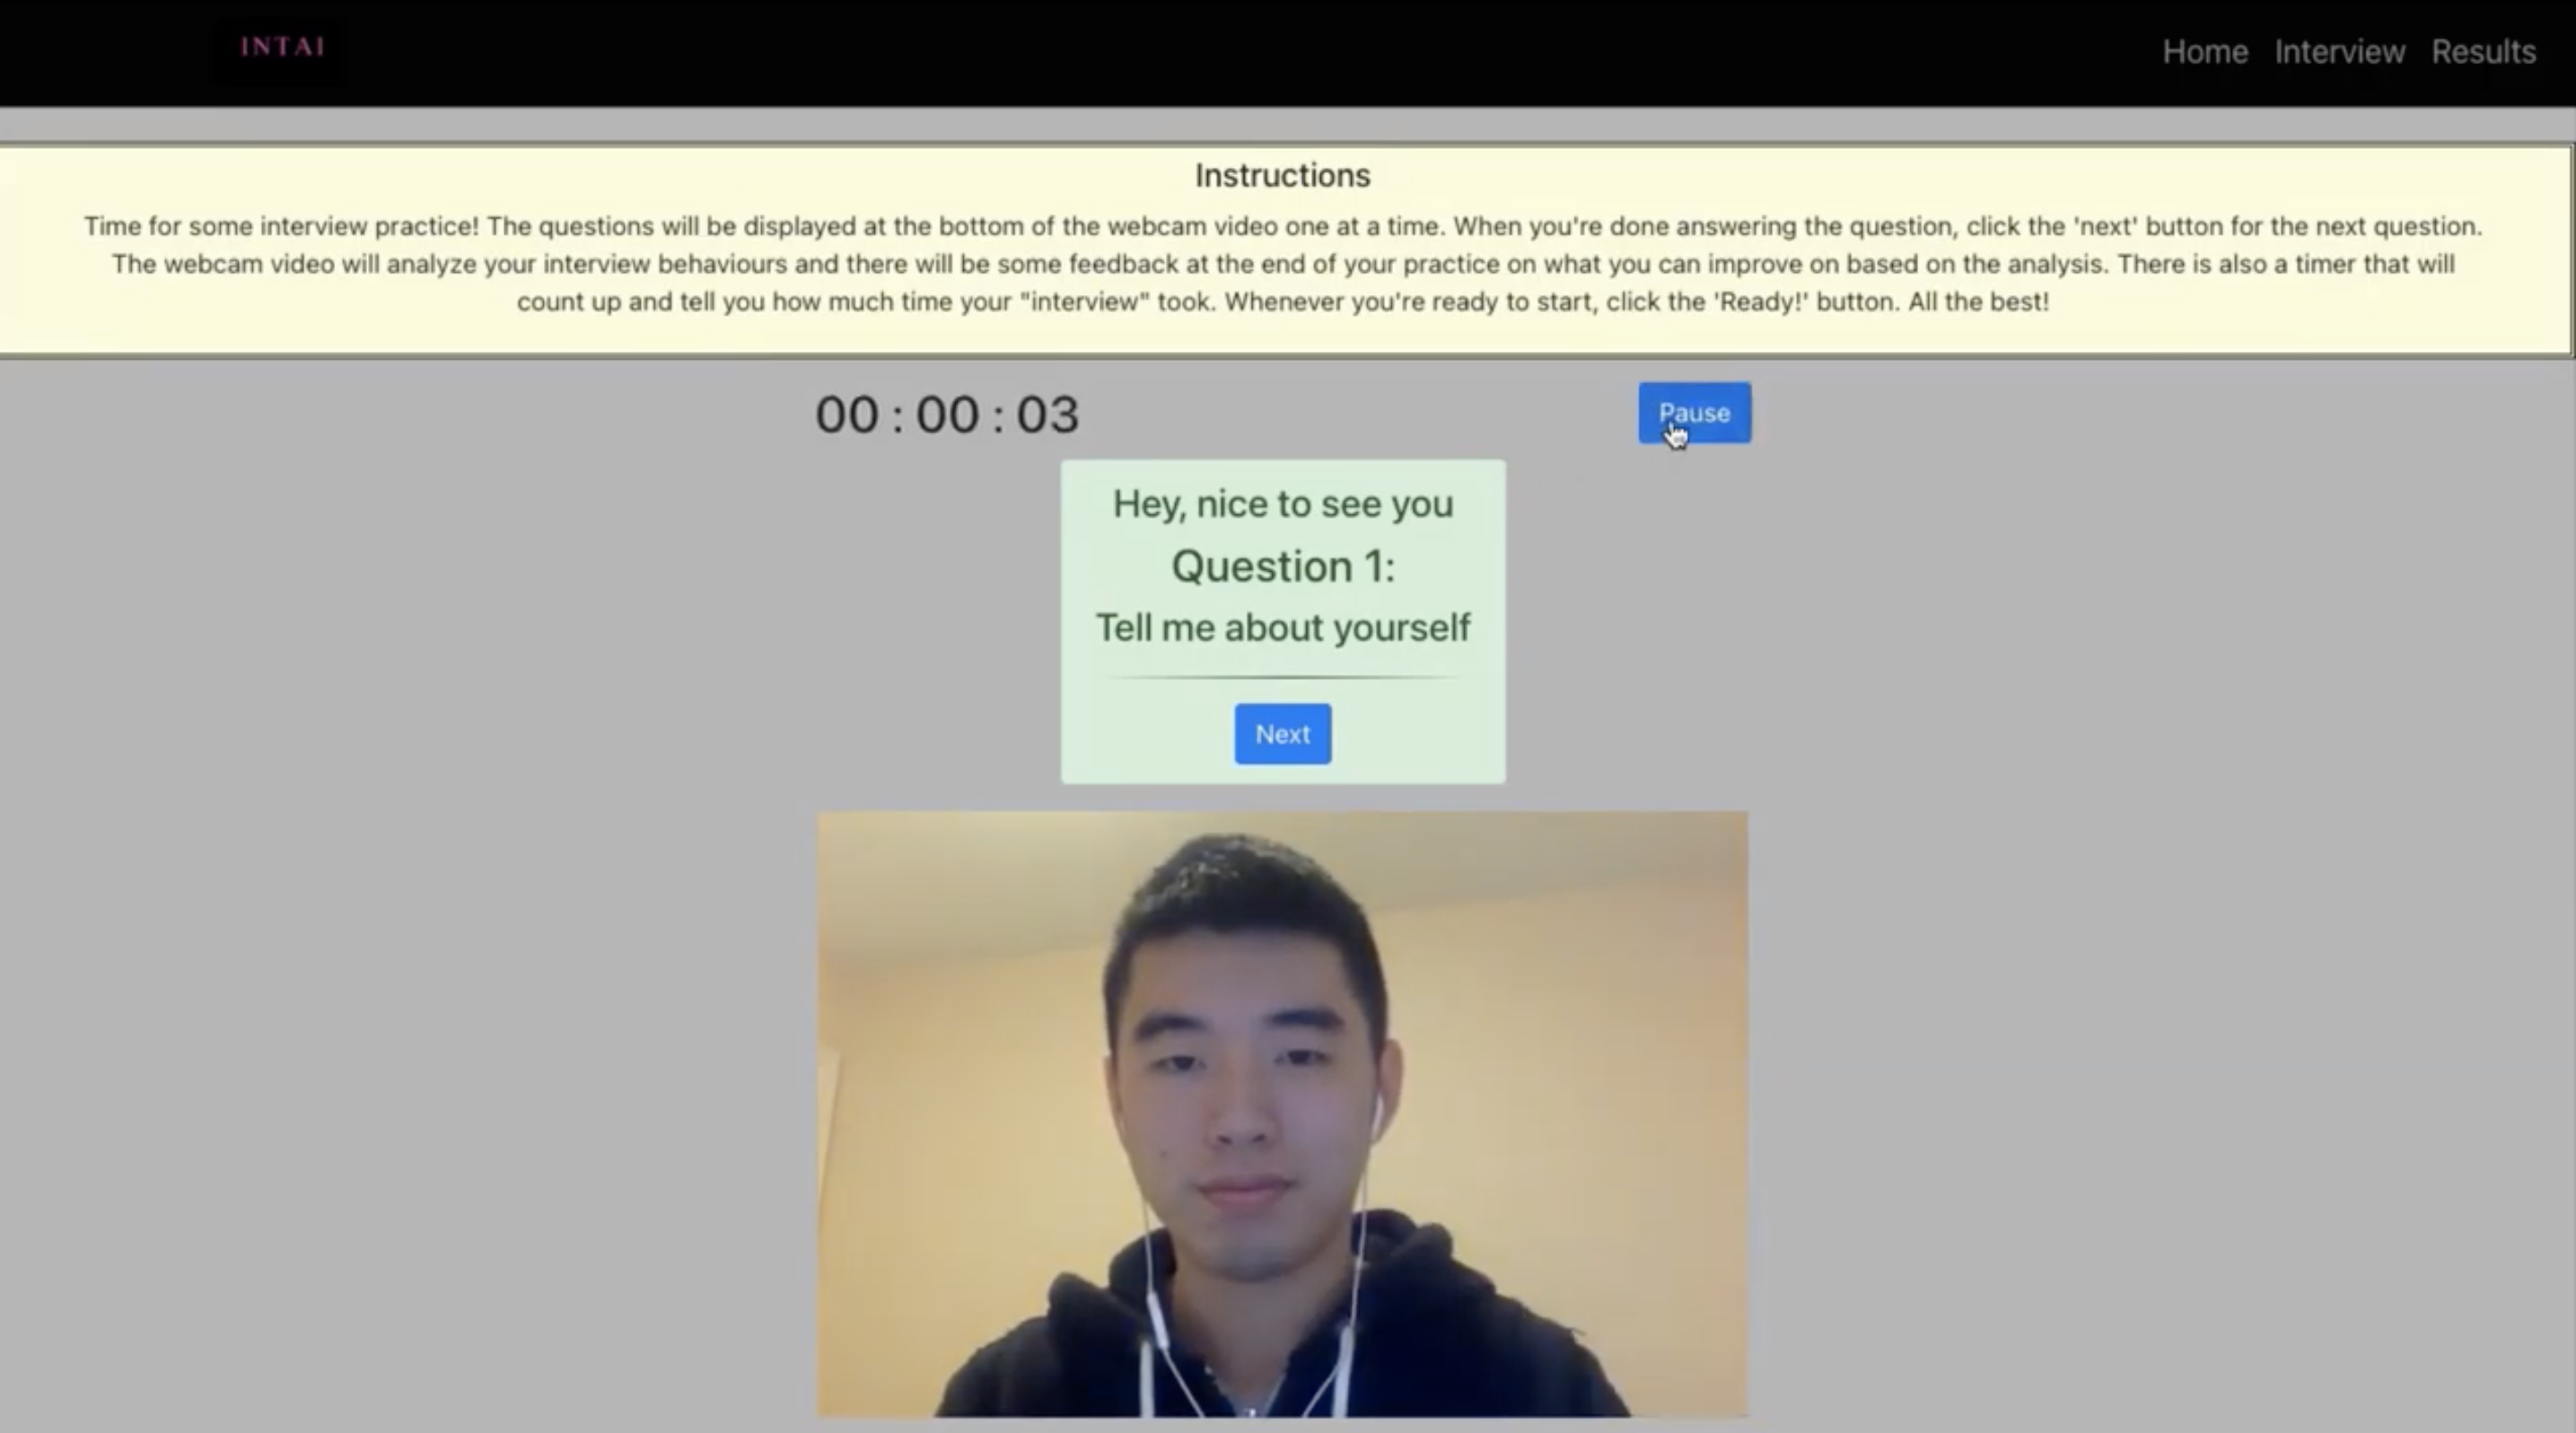 INTAI
Home Interview Results
Instructions
Time for some interview practice! The questions will be displayed at the bottom of the webcam video one at a time. When you're done answering the question, click the 'next' button for the next question.
The webcam video will analyze your interview behaviours and there will be some feedback at the end of your practice on what you can improve on based on the analysis. There is also a timer that will
count up and tell you how much time your "interview" took. Whenever you're ready to start, click the 'Ready!' button. All the best!
00 : 00 : 03
Pause
Hey, nice to see you
Question 1:
Tell me about yourself
Next